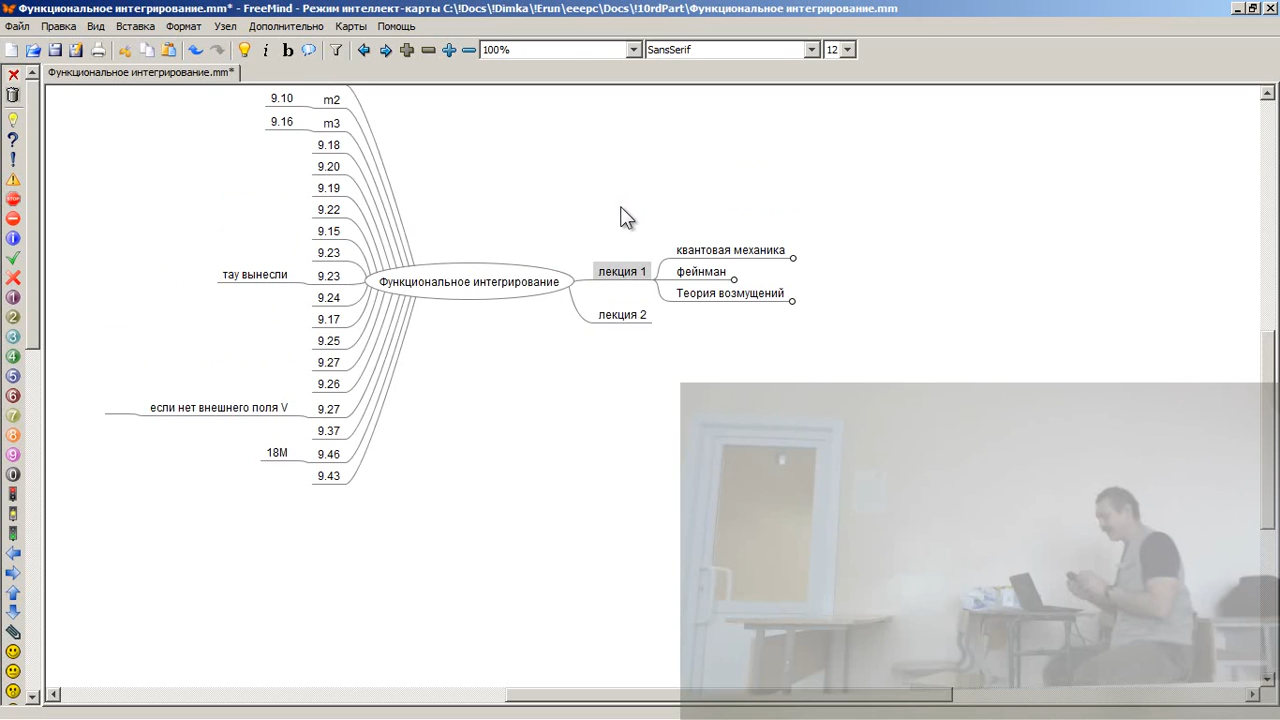 Функциональное интегрирование.mm* - FreeMind - Режим интеллект-карты C:\!Docs\!Dimka\!Erun\eeepc\Docs\!10rdPart\Функциональное интегрирование.mm
Файл Правка Вид Вставка Формат Узел Дополнительно Карты Помощь
100% SansSerif 12
Функциональное интегрирование.mm*
9.10 m2
9.16 m3
9.18
9.20
9.19
9.22
9.15
9.23
тау вынесли 9.23
9.24
9.17
9.25
9.27
9.26
если нет внешнего поля V 9.27
9.37
18M 9.46
9.43
Функциональное интегрирование
лекция 1
квантовая механика
фейнман
Теория возмущений
лекция 2